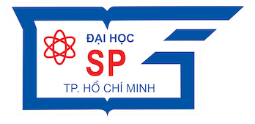 ĐẠI HỌC
SP
TP. HỒ CHÍ MINH